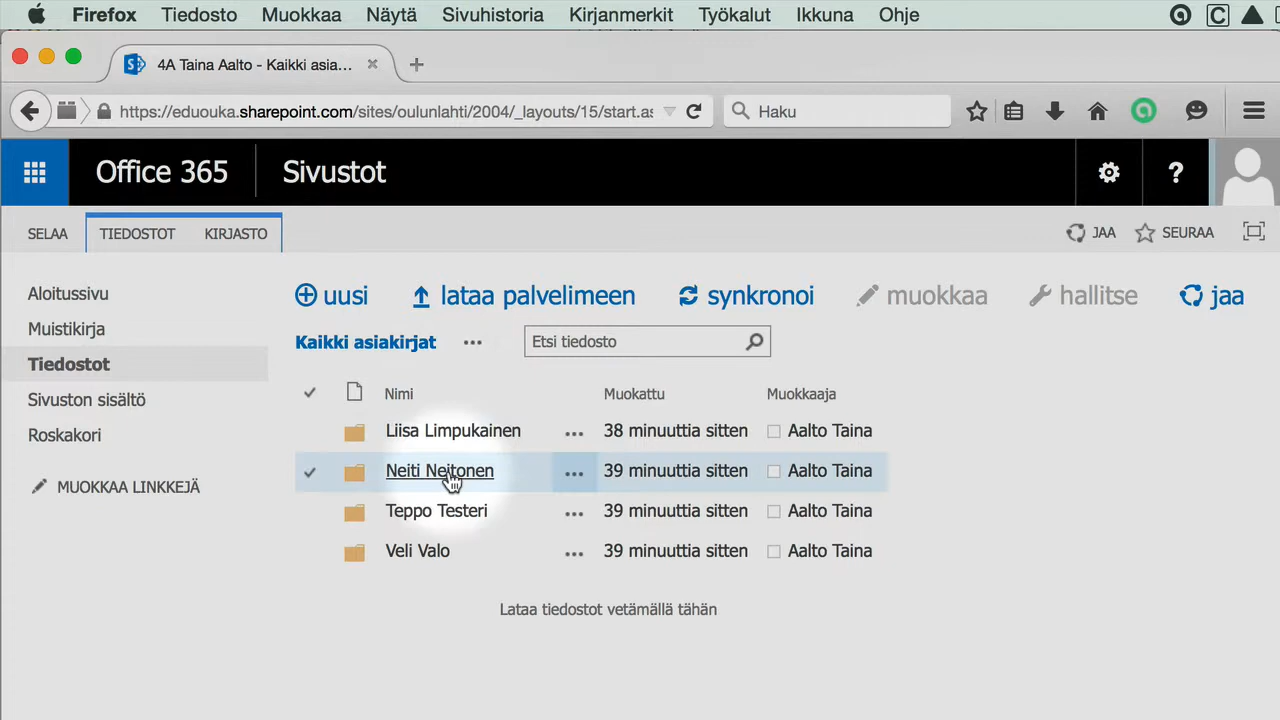 Firefox Tiedosto Muokkaa Näytä Sivuhistoria Kirjanmerkit Työkalut Ikkuna Ohje
4A Taina Aalto - Kaikki asia...
https://eduouka.sharepoint.com/sites/oulunlahti/2004/_layouts/15/start.as
Haku
Office 365 Sivustot ?
SELAA TIEDOSTOT KIRJASTO JAA SEURAA
Aloitussivu
Muistikirja
Tiedostot
Sivuston sisältö
Roskakori
MUOKKAA LINKKEJÄ
uusi lataa palvelimeen synkronoi muokkaa hallitse jaa
Kaikki asiakirjat ... Etsi tiedosto
Nimi Muokattu Muokkaaja
Liisa Limpukainen ... 38 minuuttia sitten Aalto Taina
Neiti Neitonen ... 39 minuuttia sitten Aalto Taina
Teppo Testeri ... 39 minuuttia sitten Aalto Taina
Veli Valo ... 39 minuuttia sitten Aalto Taina
Lataa tiedostot vetämällä tähän